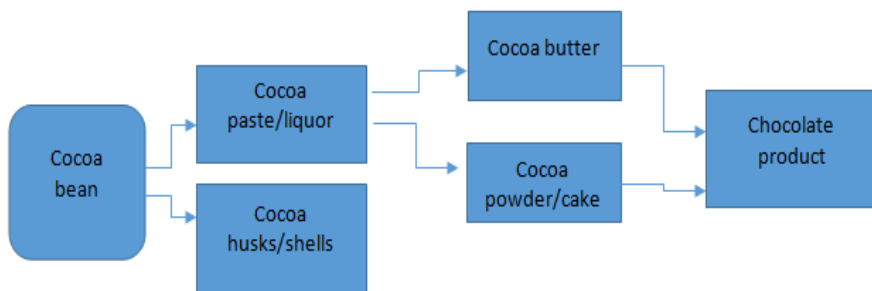 Cocoa
bean
Cocoa
paste/liquor
Cocoa
husks/shells
Cocoa butter
Cocoa
powder/cake
Chocolate
product